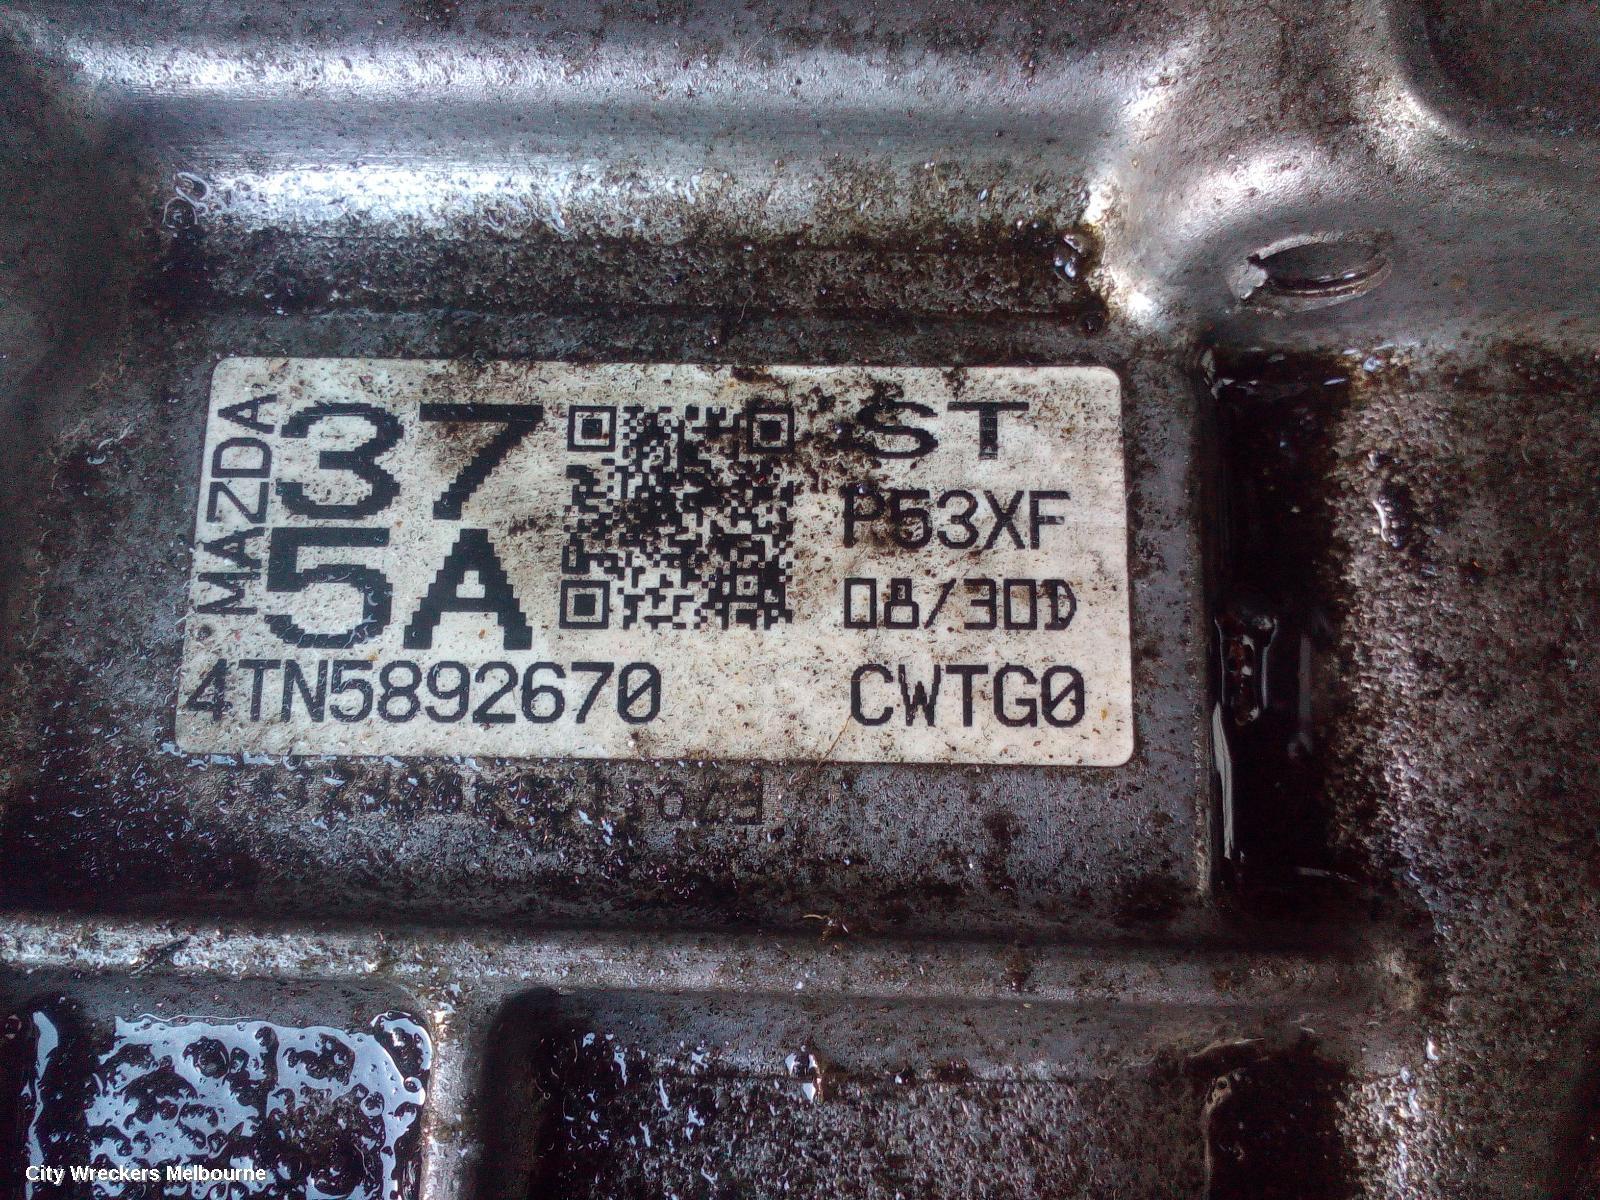 MAZDA
37
5A
ST
P53XF
08/30D
4TN5892670
CWTG0
City Wreckers Melbourne